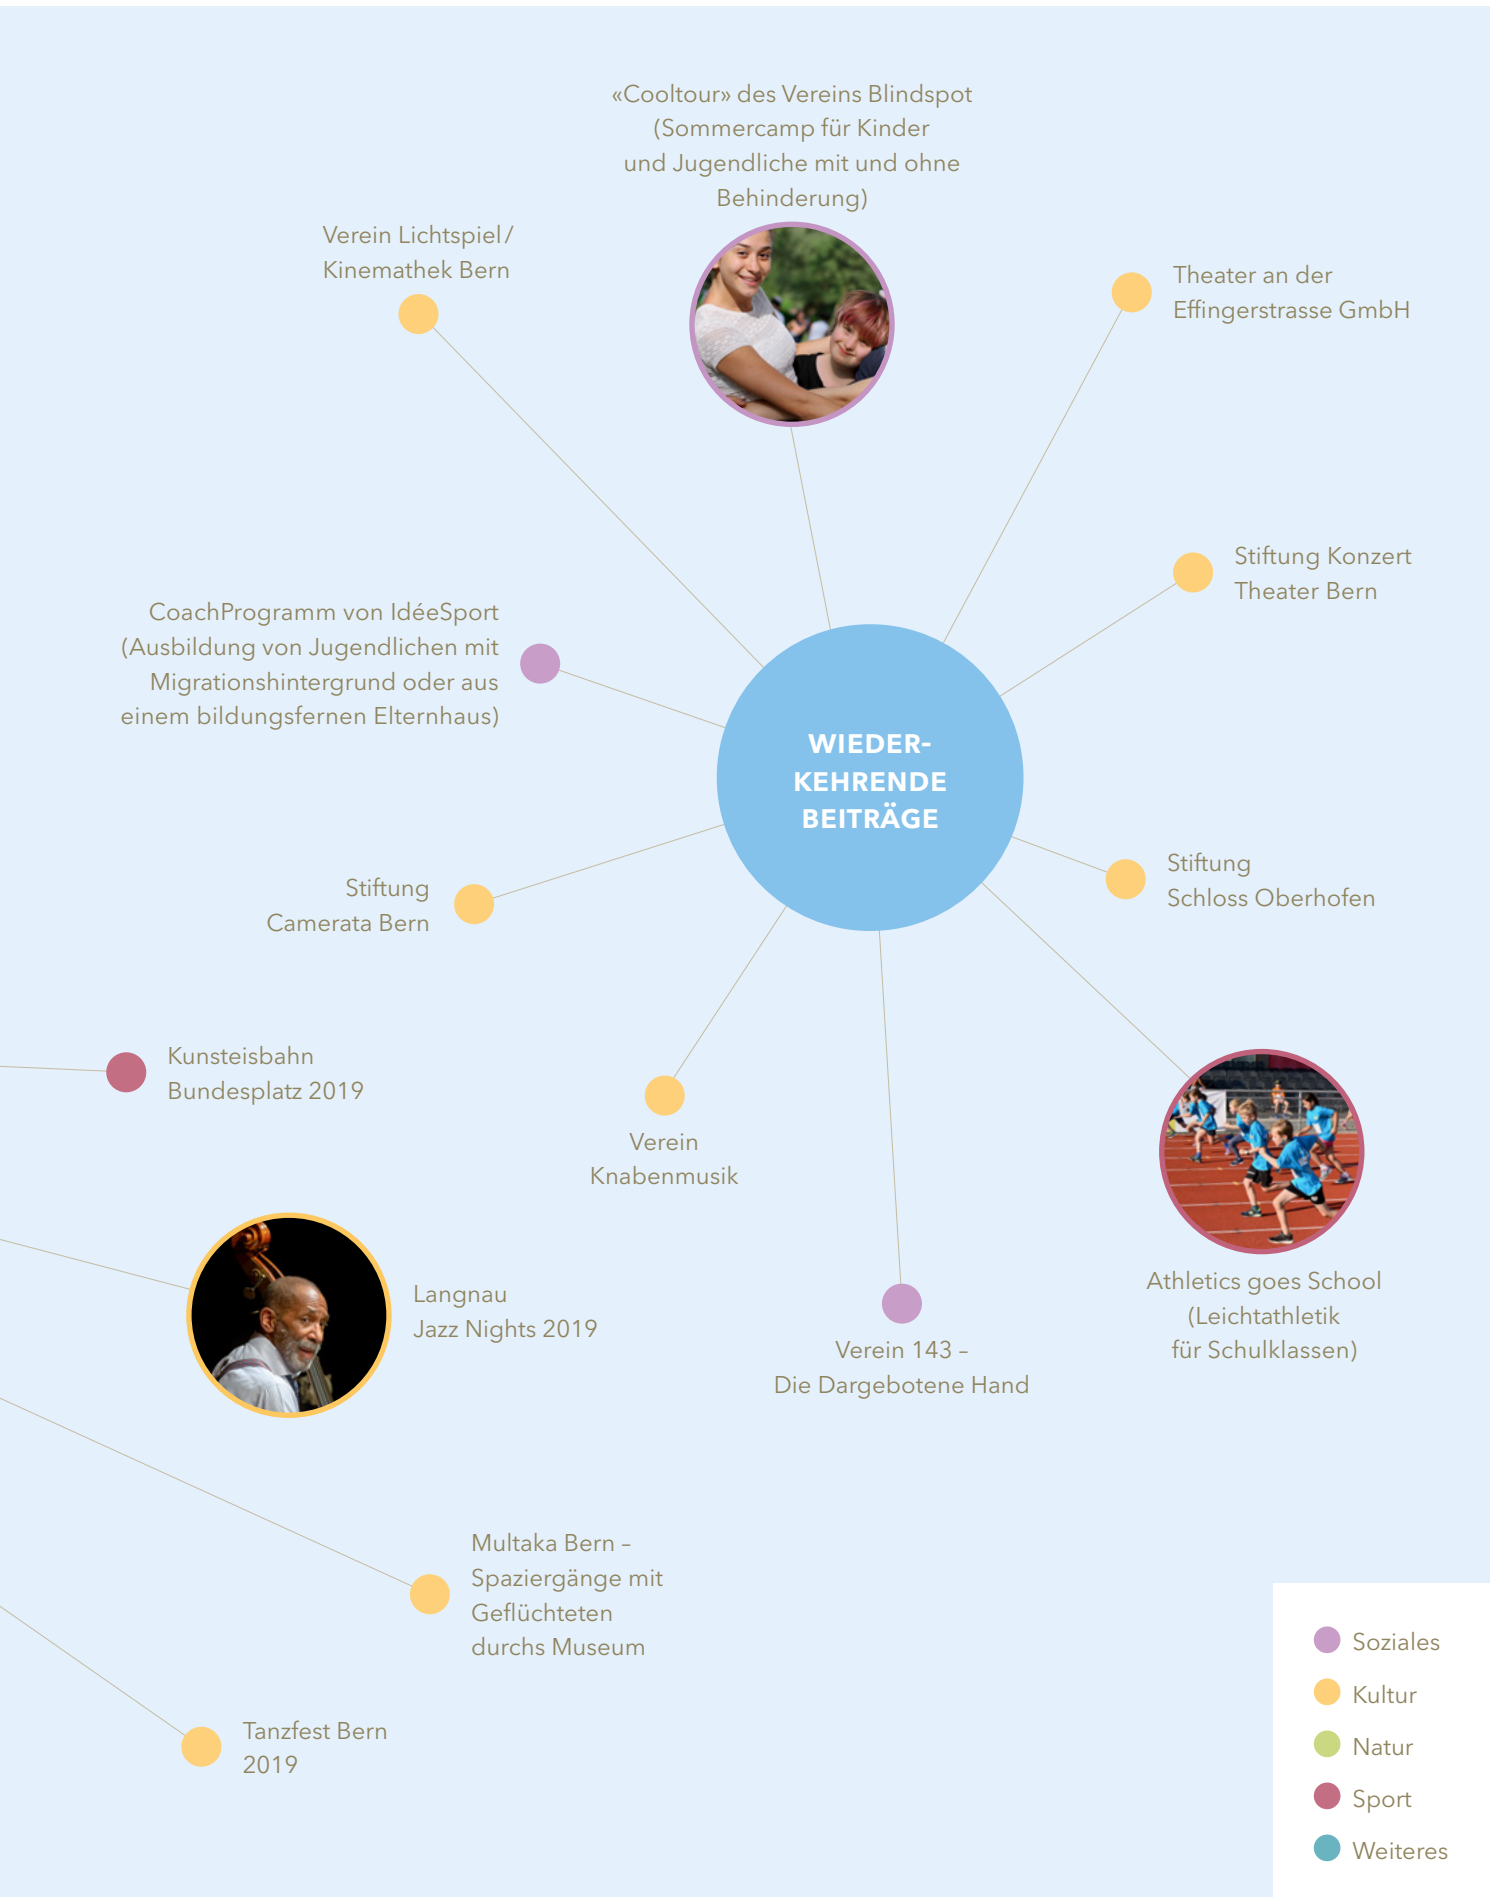 «Cooltour» des Vereins Blindspot
(Sommercamp für Kinder
und Jugendliche mit und ohne
Behinderung)
Verein Lichtspiel /
Kinemathek Bern
Theater an der
Effingerstrasse GmbH
Stiftung Konzert
Theater Bern
CoachProgramm von IdéeSport
(Ausbildung von Jugendlichen mit
Migrationshintergrund oder aus
einem bildungsfernen Elternhaus)
WIEDER-
KEHRENDE
BEITRÄGE
Stiftung
Camerata Bern
Stiftung
Schloss Oberhofen
Kunsteisbahn
Bundesplatz 2019
Verein
Knabenmusik
Langnau
Jazz Nights 2019
Verein 143 –
Die Dargebotene Hand
Athletics goes School
(Leichtathletik
für Schulklassen)
Multaka Bern –
Spaziergänge mit
Geflüchteten
durchs Museum
Tanzfest Bern
2019
Soziales
Kultur
Natur
Sport
Weiteres